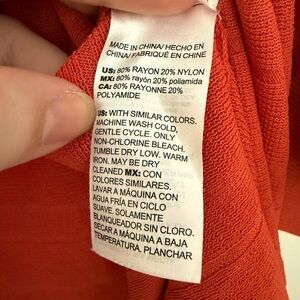 MADE IN CHINA/ HECHO EN
CHINA/ FABRIQUÉ EN CHINE
US: 80% RAYON 20% NYLON
MX: 80% rayón 20% poliamida
CA: 80% RAYONNE 20%
POLYAMIDE
US: WITH SIMILAR COLORS.
MACHINE WASH COLD,
GENTLE CYCLE. ONLY
NON-CHLORINE BLEACH.
TUMBLE DRY LOW. WARM
IRON. MAY BE DRY
CLEANED MX: CON
COLORES SIMILARES.
LAVAR A MÁQUINA CON
AGUA FRÍA EN CICLO
SUAVE. SOLAMENTE
BLANQUEADOR SIN CLORO.
SECAR A MÁQUINA A BAJA
TEMPERATURA. PLANCHAR